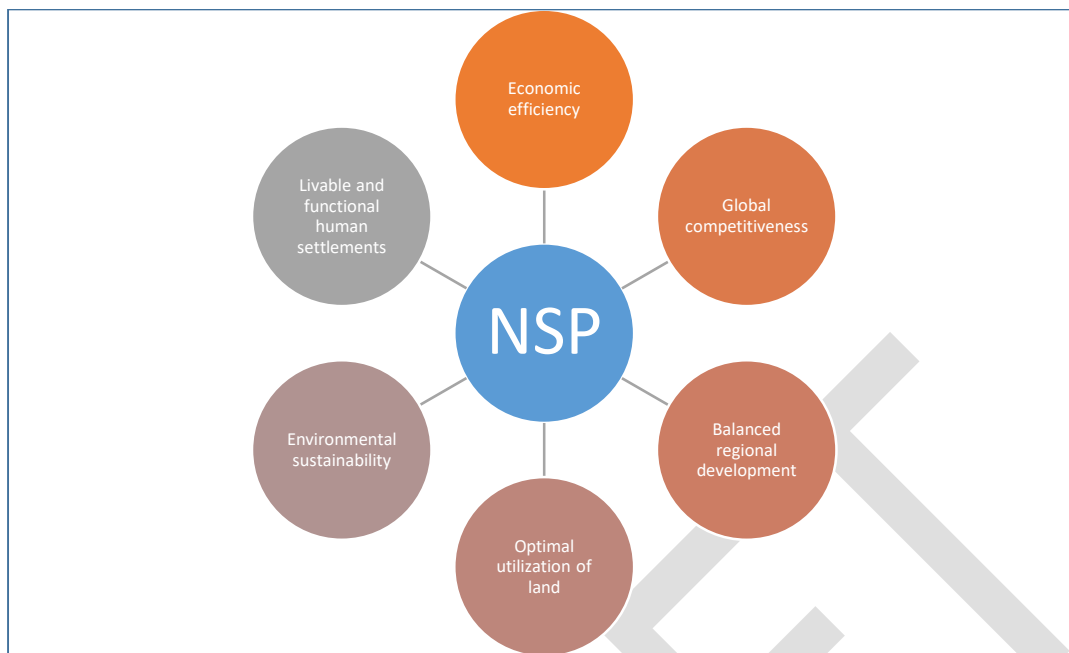 Economic
efficiency
Global
competitiveness
Balanced
regional
development
Optimal
utilization of
land
Environmental
sustainability
Livable and
functional
human
settlements
NSP